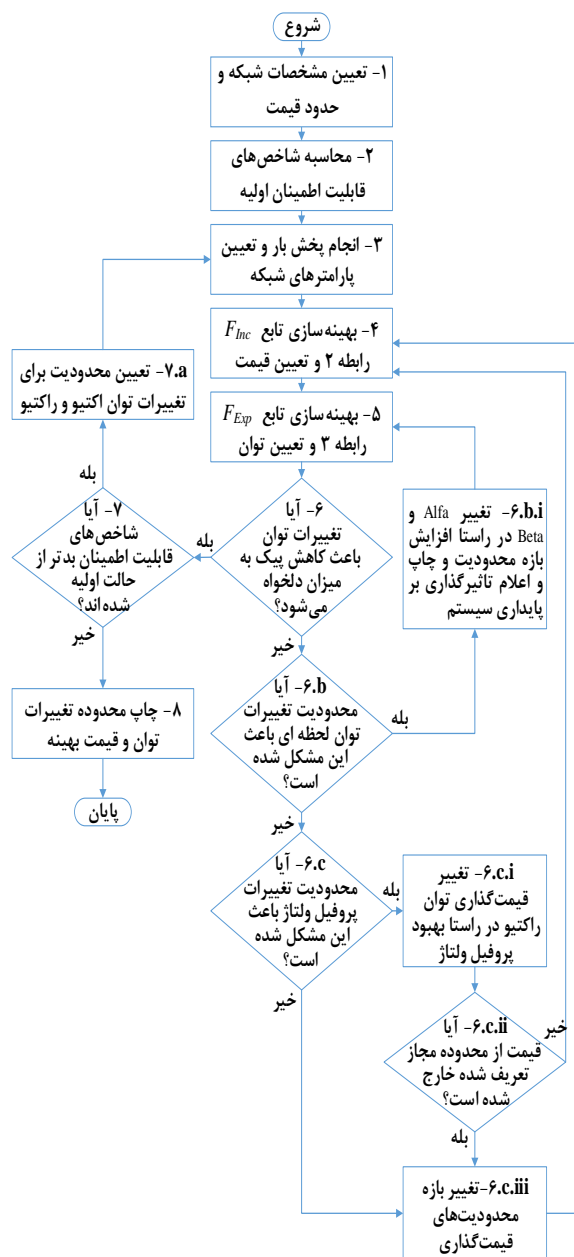 شروع
۱- تعیین مشخصات شبکه و
حدود قیمت
۲- محاسبه شاخص‌های
قابلیت اطمینان اولیه
۳- انجام پخش بار و تعیین
پارامترهای شبکه
۴- بهینه‌سازی تابع F_Inc
رابطه ۲ و تعیین قیمت
۵- بهینه‌سازی تابع F_Exp
رابطه ۳ و تعیین توان
۶- آیا
تغییرات توان
باعث کاهش پیک به
میزان دلخواه
می‌شود؟
بله
خیر
۷- آیا
شاخص‌های
قابلیت اطمینان بدتر از
حالت اولیه
شده‌اند؟
بله
خیر
۷.a- تعیین محدودیت برای
تغییرات توان اکتیو و راکتیو
۸- چاپ محدوده تغییرات
توان و قیمت بهینه
پایان
۶.b- آیا
محدودیت تغییرات
توان لحظه ای باعث
این مشکل شده
است؟
بله
خیر
۶.b.i- تغییر Alfa و
Beta در راستا افزایش
بازه محدودیت و چاپ
و اعلام تاثیرگذاری بر
پایداری سیستم
۶.c- آیا
محدودیت تغییرات
پروفیل ولتاژ باعث
این مشکل شده
است؟
بله
خیر
۶.c.i- تغییر
قیمت‌گذاری توان
راکتیو در راستا بهبود
پروفیل ولتاژ
۶.c.ii- آیا
قیمت از محدوده مجاز
تعریف شده خارج
شده است؟
خیر
بله
۶.c.iii-تغییر بازه
محدودیت‌های
قیمت‌گذاری